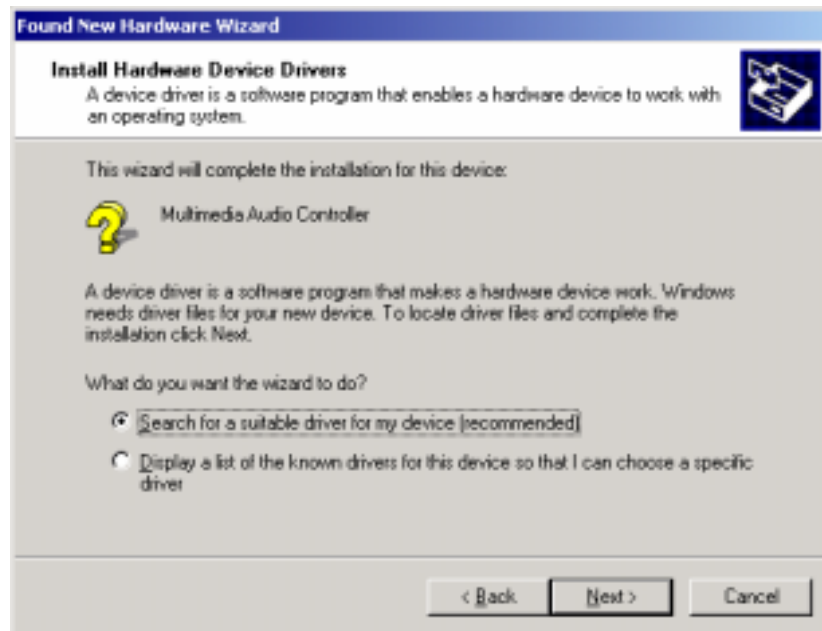 Found New Hardware Wizard
Install Hardware Device Drivers
A device driver is a software program that enables a hardware device to work with
an operating system.
This wizard will complete the installation for this device:
Multimedia Audio Controller
A device driver is a software program that makes a hardware device work. Windows
needs driver files for your new device. To locate driver files and complete the
installation click Next.
What do you want the wizard to do?
Search for a suitable driver for my device (recommended)
Display a list of the known drivers for this device so that I can choose a specific
driver
< Back
Next >
Cancel